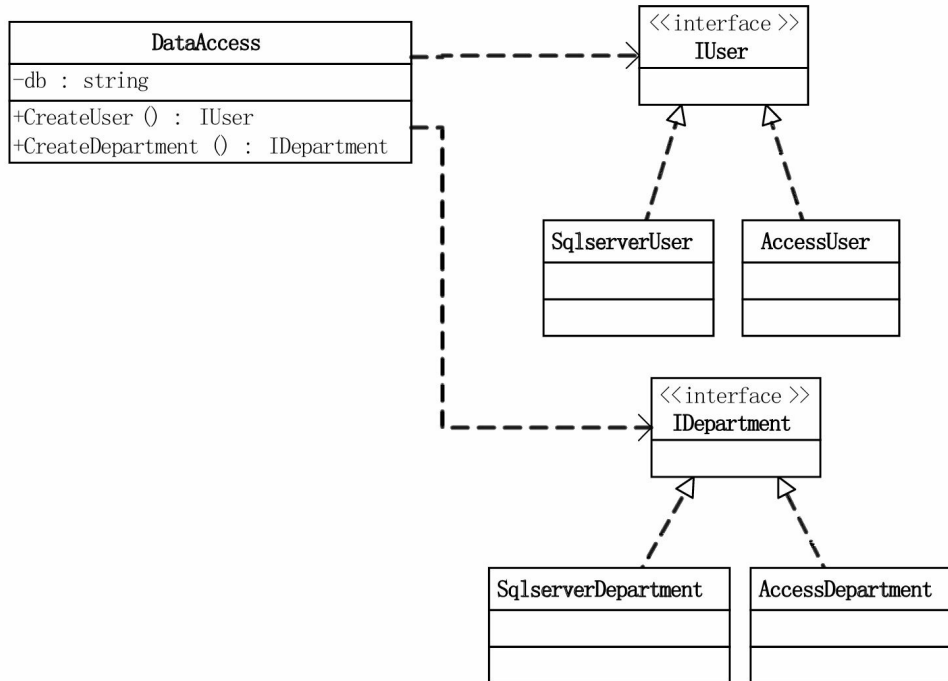 DataAccess
-db : string
+CreateUser () : IUser
+CreateDepartment () : IDepartment
<<interface >>
IUser
SqlserverUser
AccessUser
<<interface >>
IDepartment
SqlserverDepartment
AccessDepartment